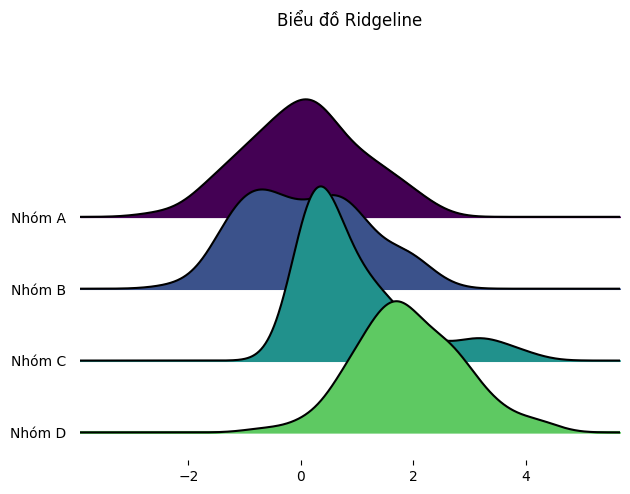 Biểu đồ Ridgeline
Nhóm A
Nhóm B
Nhóm C
Nhóm D
−2
0
2
4